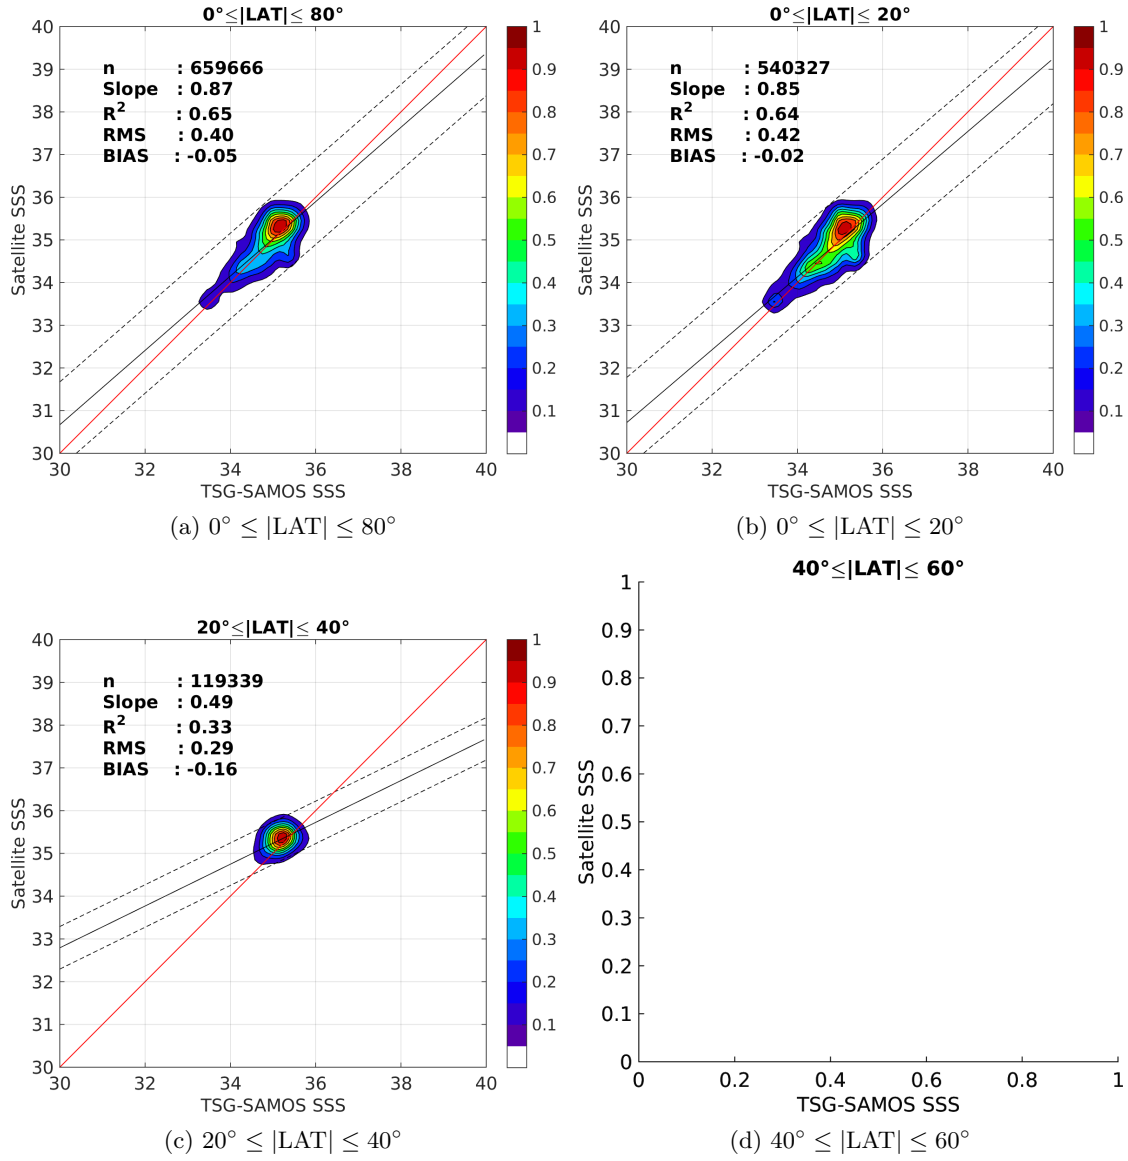 0°≤|LAT|≤ 80°
40
39
38
37
36
35
34
33
32
31
30
n : 659666
Slope : 0.87
R² : 0.65
RMS : 0.40
BIAS : -0.05
Satellite SSS
30 32 34 36 38 40
TSG-SAMOS SSS
1
0.9
0.8
0.7
0.6
0.5
0.4
0.3
0.2
0.1
(a) 0° ≤ |LAT| ≤ 80°
0°≤|LAT|≤ 20°
40
39
38
37
36
35
34
33
32
31
30
n : 540327
Slope : 0.85
R² : 0.64
RMS : 0.42
BIAS : -0.02
Satellite SSS
30 32 34 36 38 40
TSG-SAMOS SSS
1
0.9
0.8
0.7
0.6
0.5
0.4
0.3
0.2
0.1
(b) 0° ≤ |LAT| ≤ 20°
20°≤|LAT|≤ 40°
40
39
38
37
36
35
34
33
32
31
30
n : 119339
Slope : 0.49
R² : 0.33
RMS : 0.29
BIAS : -0.16
Satellite SSS
30 32 34 36 38 40
TSG-SAMOS SSS
1
0.9
0.8
0.7
0.6
0.5
0.4
0.3
0.2
0.1
(c) 20° ≤ |LAT| ≤ 40°
40°≤|LAT|≤ 60°
1
0.9
0.8
0.7
0.6
0.5
0.4
0.3
0.2
0.1
0
Satellite SSS
0 0.2 0.4 0.6 0.8 1
TSG-SAMOS SSS
(d) 40° ≤ |LAT| ≤ 60°